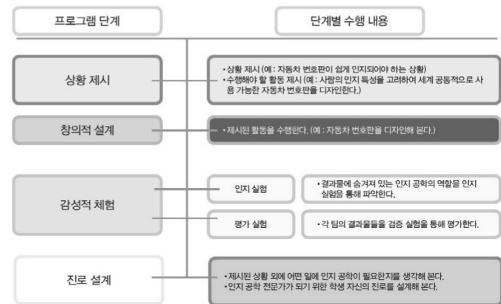 프로그램 단계
단계별 수행 내용
상황 제시
• 상황 제시 (예 : 자동차 번호판이 쉽게 인지되어야 하는 상황)
• 수행해야 할 활동 제시 (예 : 사람의 인지 특성을 고려하여 세계 공통적으로 사
용 가능한 자동차 번호판을 디자인한다.)
창의적 설계
• 제시된 활동을 수행한다. (예 : 자동차 번호판을 디자인해 본다.)
감성적 체험
인지 실험
• 결과물에 숨겨져 있는 인지 공학의 역할을 인지
실험을 통해 파악한다.
평가 실험
• 각 팀의 결과물들을 검증 실험을 통해 평가한다.
진로 설계
• 제시된 상황 외에 어떤 일에 인지 공학이 필요한지를 생각해 본다.
• 인지 공학 전문가가 되기 위한 학생 자신의 진로를 설계해 본다.